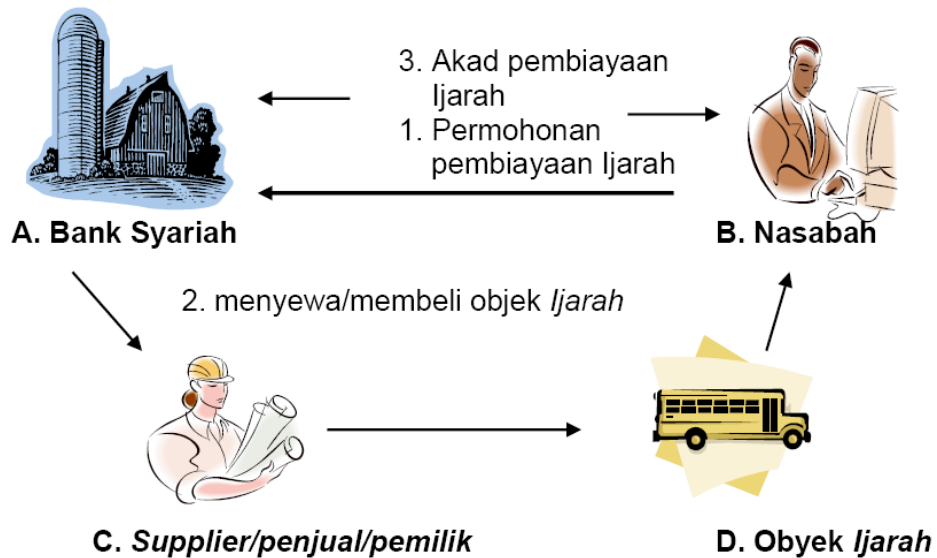 3. Akad pembiayaan
Ijarah
1. Permohonan
pembiayaan Ijarah
A. Bank Syariah
B. Nasabah
2. menyewa/membeli objek Ijarah
C. Supplier/penjual/pemilik
D. Obyek Ijarah